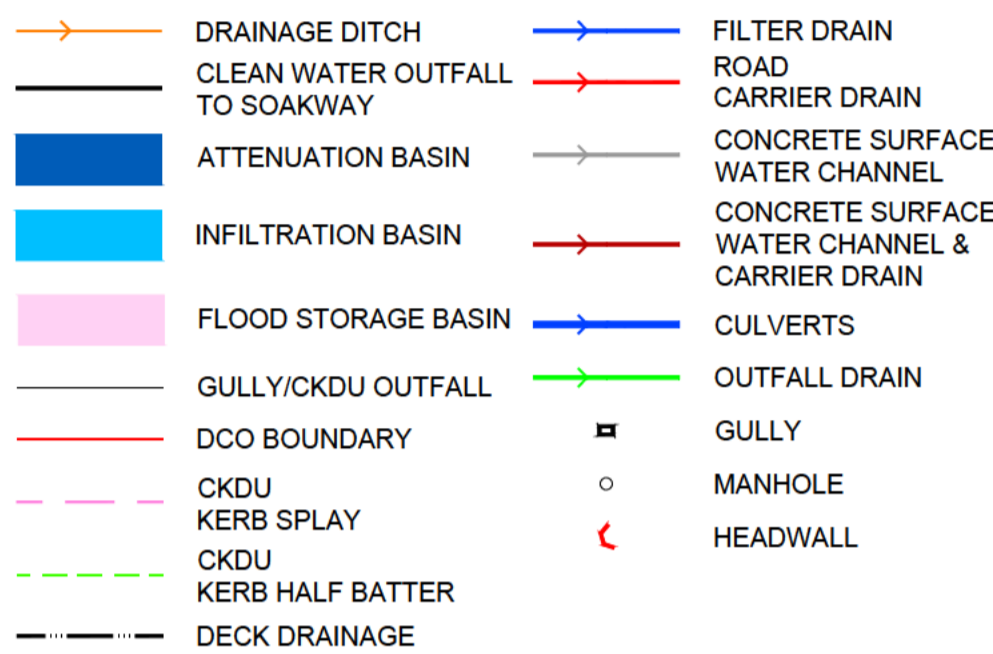 DRAINAGE DITCH
CLEAN WATER OUTFALL
TO SOAKWAY
ATTENUATION BASIN
INFILTRATION BASIN
FLOOD STORAGE BASIN
GULLY/CKDU OUTFALL
DCO BOUNDARY
CKDU
KERB SPLAY
CKDU
KERB HALF BATTER
DECK DRAINAGE
FILTER DRAIN
ROAD
CARRIER DRAIN
CONCRETE SURFACE
WATER CHANNEL
CONCRETE SURFACE
WATER CHANNEL &
CARRIER DRAIN
CULVERTS
OUTFALL DRAIN
GULLY
MANHOLE
HEADWALL